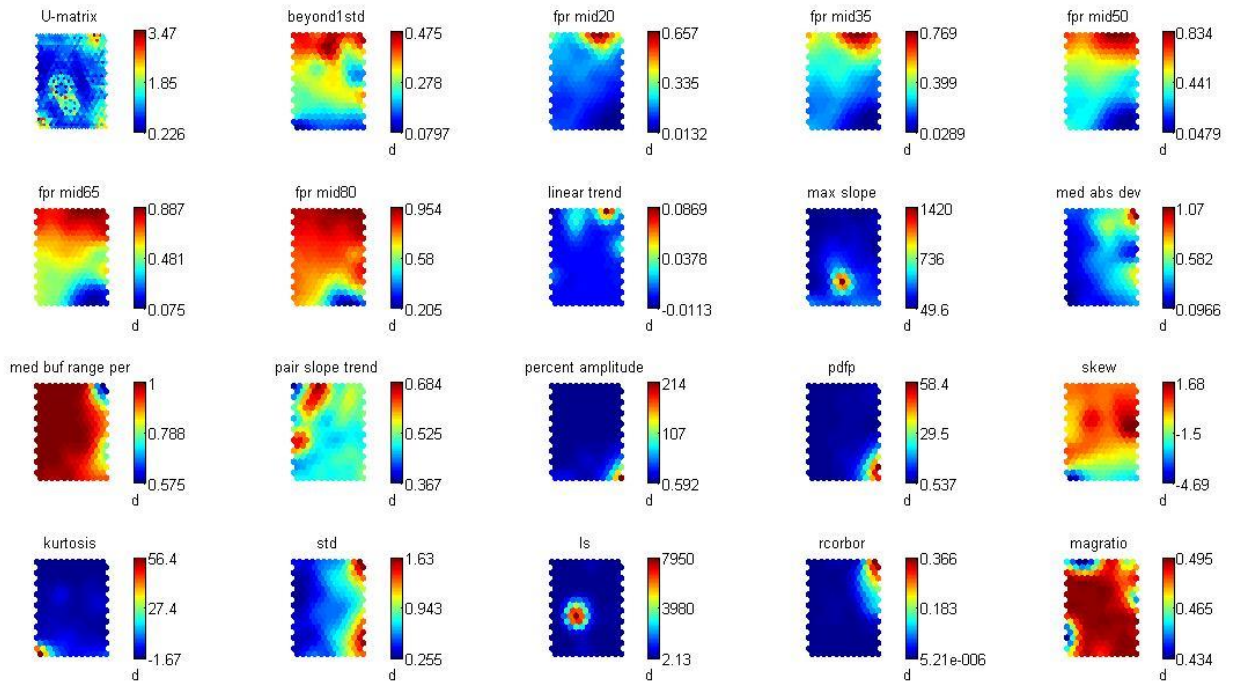 U-matrix
3.47
1.85
0.226
beyond1std
0.475
0.278
0.0797
d
fpr mid20
0.657
0.335
0.0132
d
fpr mid35
0.769
0.399
0.0289
d
fpr mid50
0.834
0.441
0.0479
d
fpr mid65
0.887
0.481
0.075
d
fpr mid80
0.954
0.58
0.205
d
linear trend
0.0869
0.0378
-0.0113
d
max slope
1420
736
49.6
d
med abs dev
1.07
0.582
0.0966
d
med buf range per
1
0.788
0.575
d
pair slope trend
0.684
0.525
0.367
d
percent amplitude
214
107
0.592
d
pdfp
58.4
29.5
0.537
d
skew
1.68
-1.5
-4.69
d
kurtosis
56.4
27.4
-1.67
d
std
1.63
0.943
0.255
d
ls
7950
3980
2.13
d
rcorbor
0.366
0.183
5.21e-006
d
magratio
0.495
0.465
0.434
d